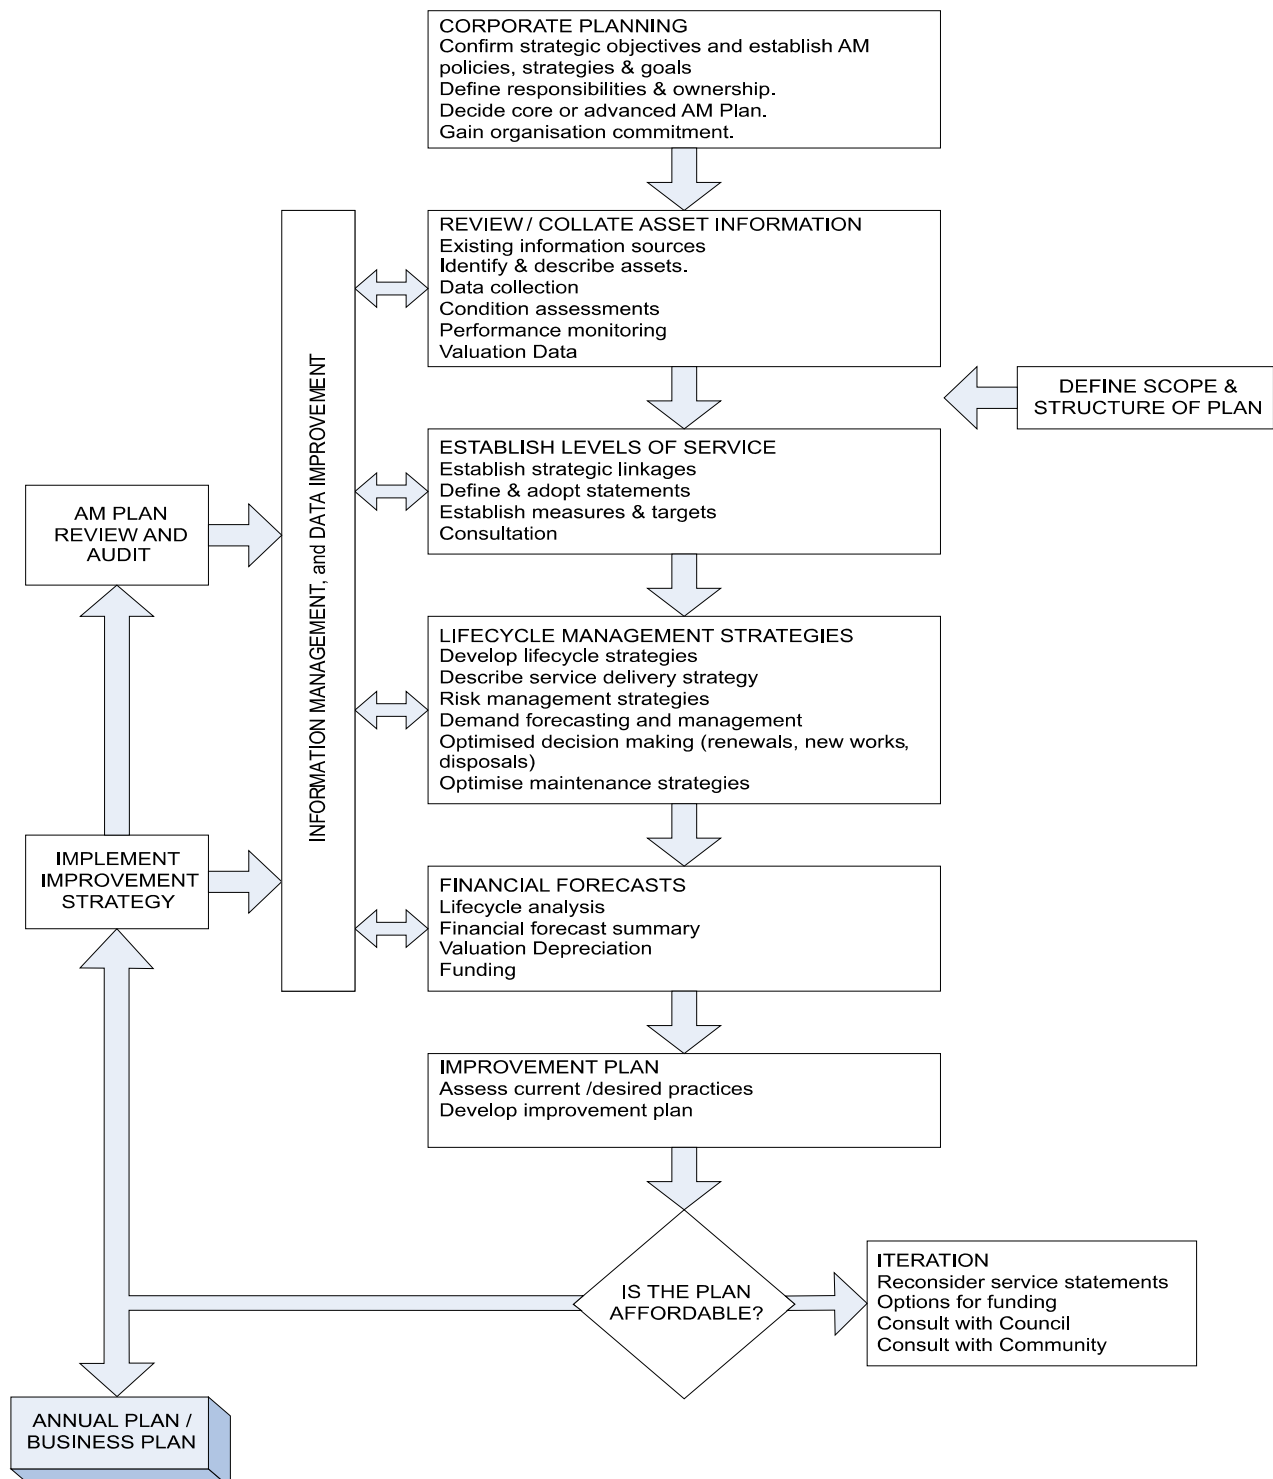 CORPORATE PLANNING
Confirm strategic objectives and establish AM
policies, strategies & goals
Define responsibilities & ownership.
Decide core or advanced AM Plan.
Gain organisation commitment.
REVIEW / COLLATE ASSET INFORMATION
Existing information sources
Identify & describe assets.
Data collection
Condition assessments
Performance monitoring
Valuation Data
DEFINE SCOPE &
STRUCTURE OF PLAN
INFORMATION MANAGEMENT, and DATA IMPROVEMENT
ESTABLISH LEVELS OF SERVICE
Establish strategic linkages
Define & adopt statements
Establish measures & targets
Consultation
AM PLAN
REVIEW AND
AUDIT
LIFECYCLE MANAGEMENT STRATEGIES
Develop lifecycle strategies
Describe service delivery strategy
Risk management strategies
Demand forecasting and management
Optimised decision making (renewals, new works,
disposals)
Optimise maintenance strategies
IMPLEMENT
IMPROVEMENT
STRATEGY
FINANCIAL FORECASTS
Lifecycle analysis
Financial forecast summary
Valuation Depreciation
Funding
IMPROVEMENT PLAN
Assess current /desired practices
Develop improvement plan
IS THE PLAN
AFFORDABLE?
ITERATION
Reconsider service statements
Options for funding
Consult with Council
Consult with Community
ANNUAL PLAN /
BUSINESS PLAN